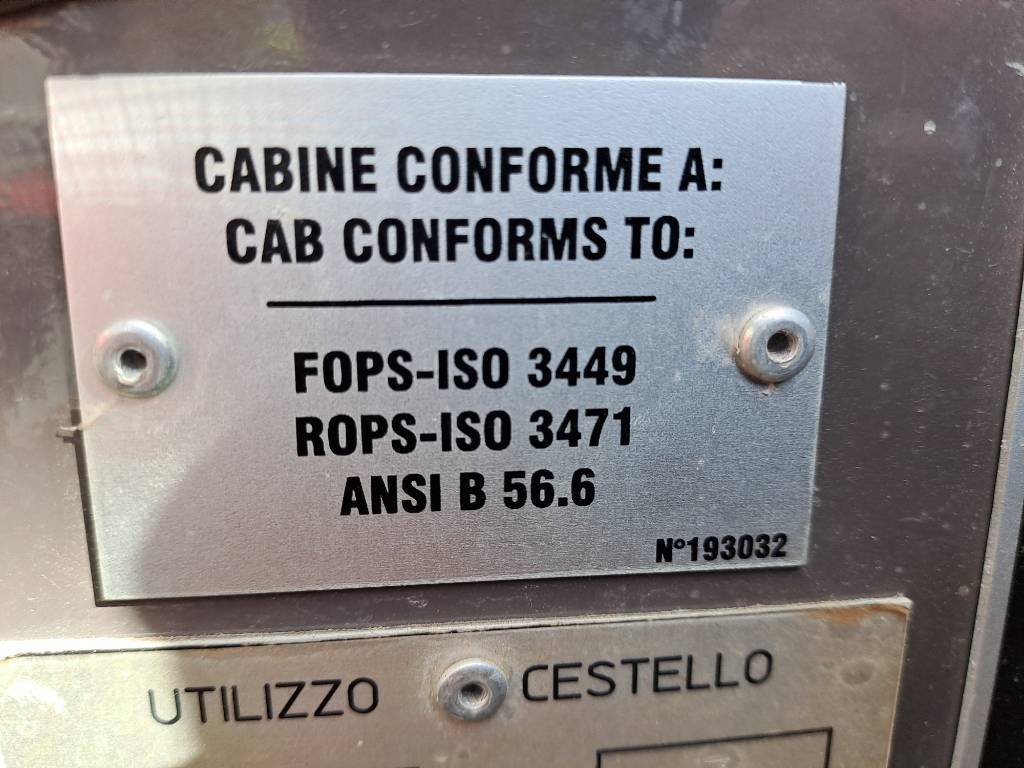 CABINE CONFORME A:
CAB CONFORMS TO:
FOPS-ISO 3449
ROPS-ISO 3471
ANSI B 56.6
N°193032
UTILIZZO CESTELLO